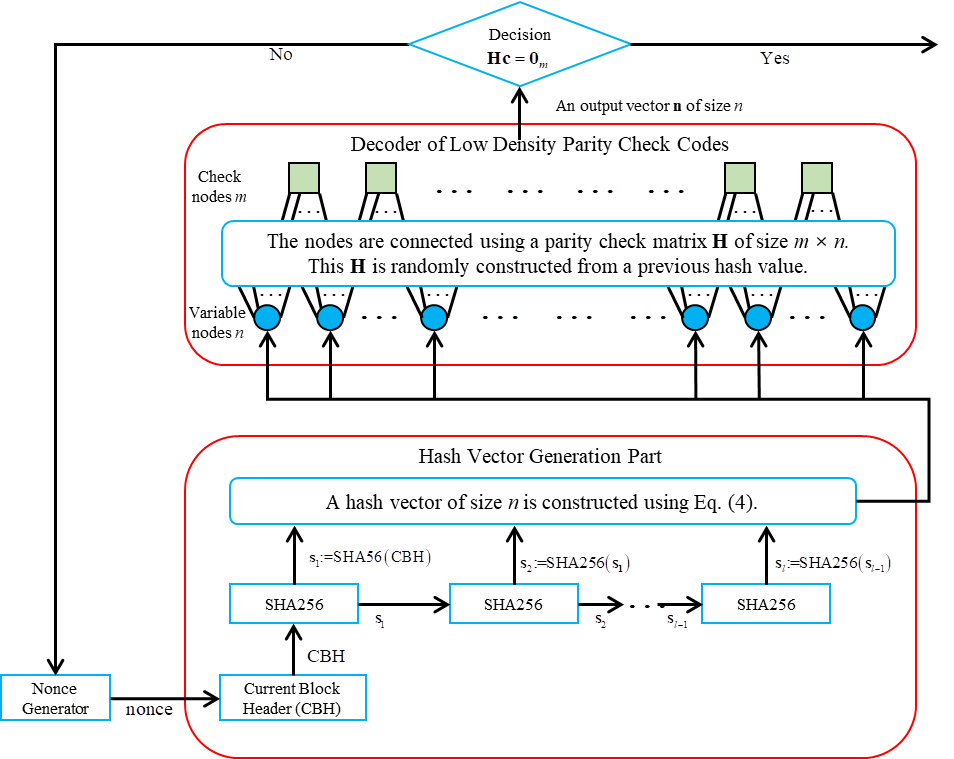 Decision
Hc = 0ₘ
No
Yes
An output vector n of size n
Decoder of Low Density Parity Check Codes
Check
nodes m
. . .
. . .
. . .
. . .
. . .
. . .
. . .
. . .
The nodes are connected using a parity check matrix H of size m × n.
This H is randomly constructed from a previous hash value.
. . .
. . .
. . .
. . .
. . .
. . .
Variable
nodes n
. . .
. . .
. . .
. . .
. . .
Hash Vector Generation Part
A hash vector of size n is constructed using Eq. (4).
s₁:=SHA56(CBH)
s₂:=SHA256(s₁)
sₗ:=SHA256(sₗ₋₁)
SHA256
s₁
SHA256
s₂
. . .
sₗ₋₁
SHA256
CBH
Nonce
Generator
nonce
Current Block
Header (CBH)